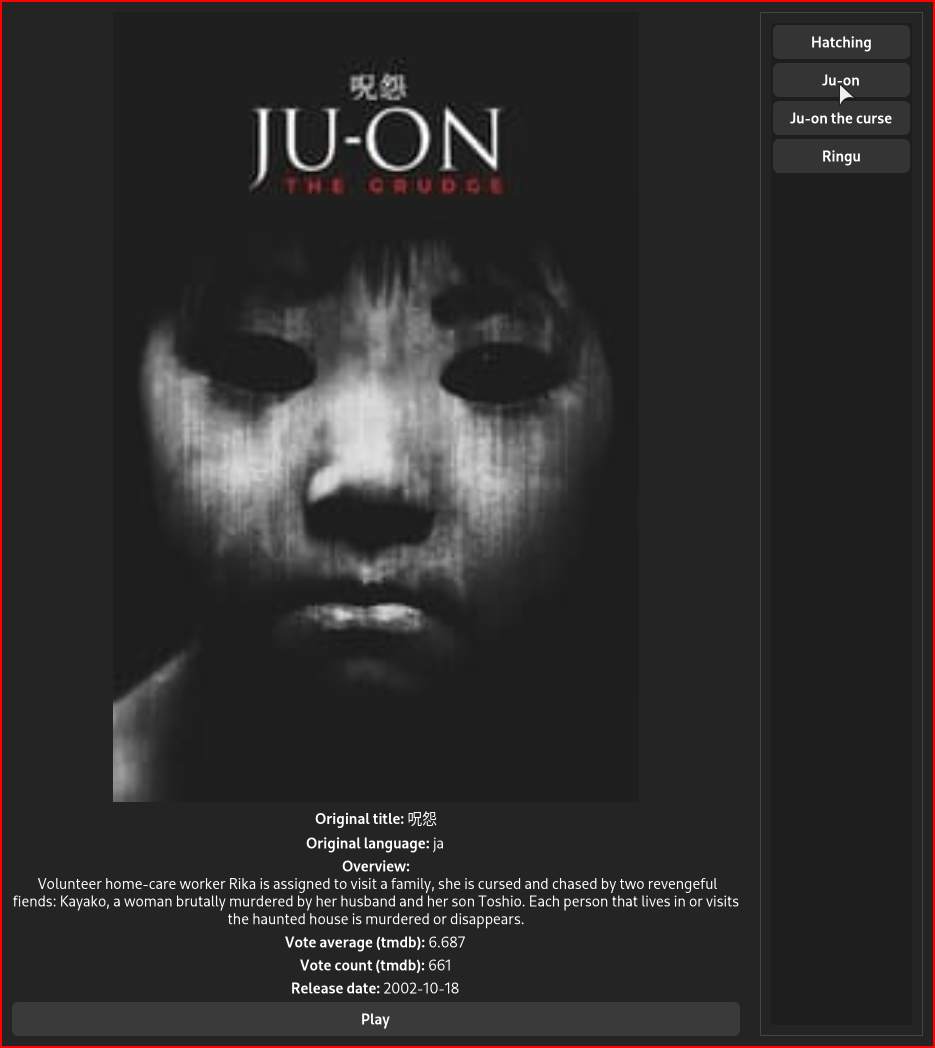 呪怨
JU-ON
THE GRUDGE
Original title: 呪怨
Original language: ja
Overview:
Volunteer home-care worker Rika is assigned to visit a family, she is cursed and chased by two revengeful
fiends: Kayako, a woman brutally murdered by her husband and her son Toshio. Each person that lives in or visits
the haunted house is murdered or disappears.
Vote average (tmdb): 6.687
Vote count (tmdb): 661
Release date: 2002-10-18
Play
Hatching
Ju-on
Ju-on the curse
Ringu